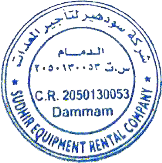 شركة سودهير لتأجير المعدات
الدمام
س.ت ٢٠٥٠١٣٠٠٥٣
C.R. 2050130053
Dammam
SUDHIR EQUIPMENT RENTAL COMPANY